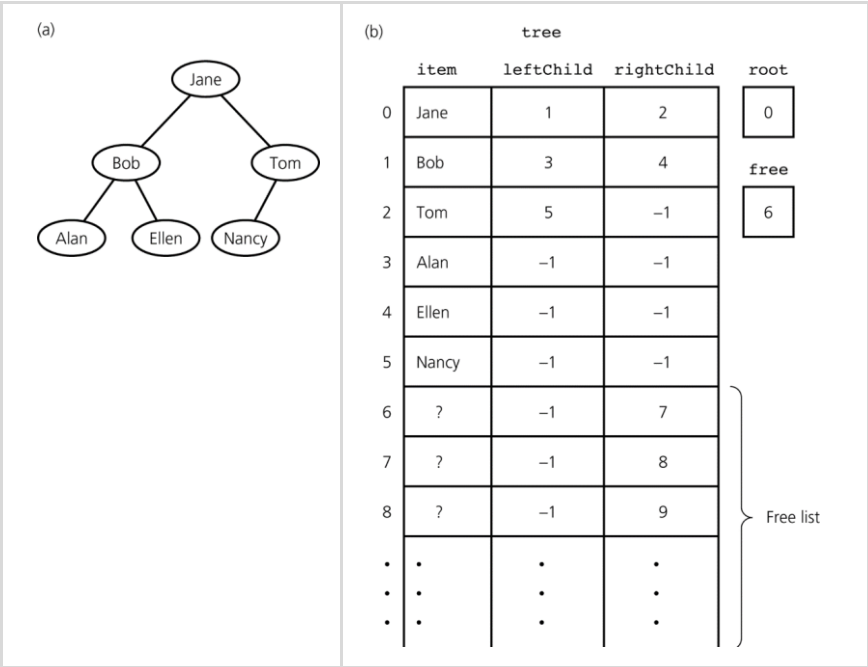 (a)
Jane
Bob Tom
Alan Ellen Nancy
(b) tree
item leftChild rightChild root
0 Jane 1 2 0
1 Bob 3 4
free
2 Tom 5 –1 6
3 Alan –1 –1
4 Ellen –1 –1
5 Nancy –1 –1
6 ? –1 7
7 ? –1 8
8 ? –1 9
Free list